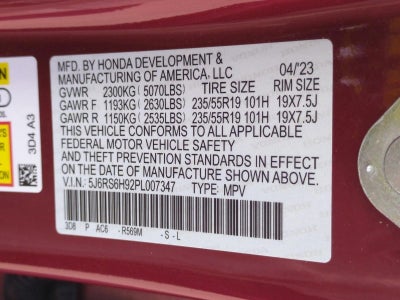 MFD. BY HONDA DEVELOPMENT &
MANUFACTURING OF AMERICA, LLC 04/'23
GVWR 2300KG (5070LBS) TIRE SIZE RIM SIZE
GAWR F 1193KG (2630LBS) 235/55R19 101H 19X7.5J
GAWR R 1150KG (2535LBS) 235/55R19 101H 19X7.5J
THIS VEHICLE CONFORMS TO ALL APPLICABLE
FEDERAL MOTOR VEHICLE SAFETY
AND THEFT PREVENTION STANDARDS IN EFFECT
ON THE DATE OF MANUFACTURE SHOWN ABOVE.
V.I.N. 5J6RS6H92PL007347 TYPE: MPV
3D8 P AC6 - R569M - S - L
3D4 A3